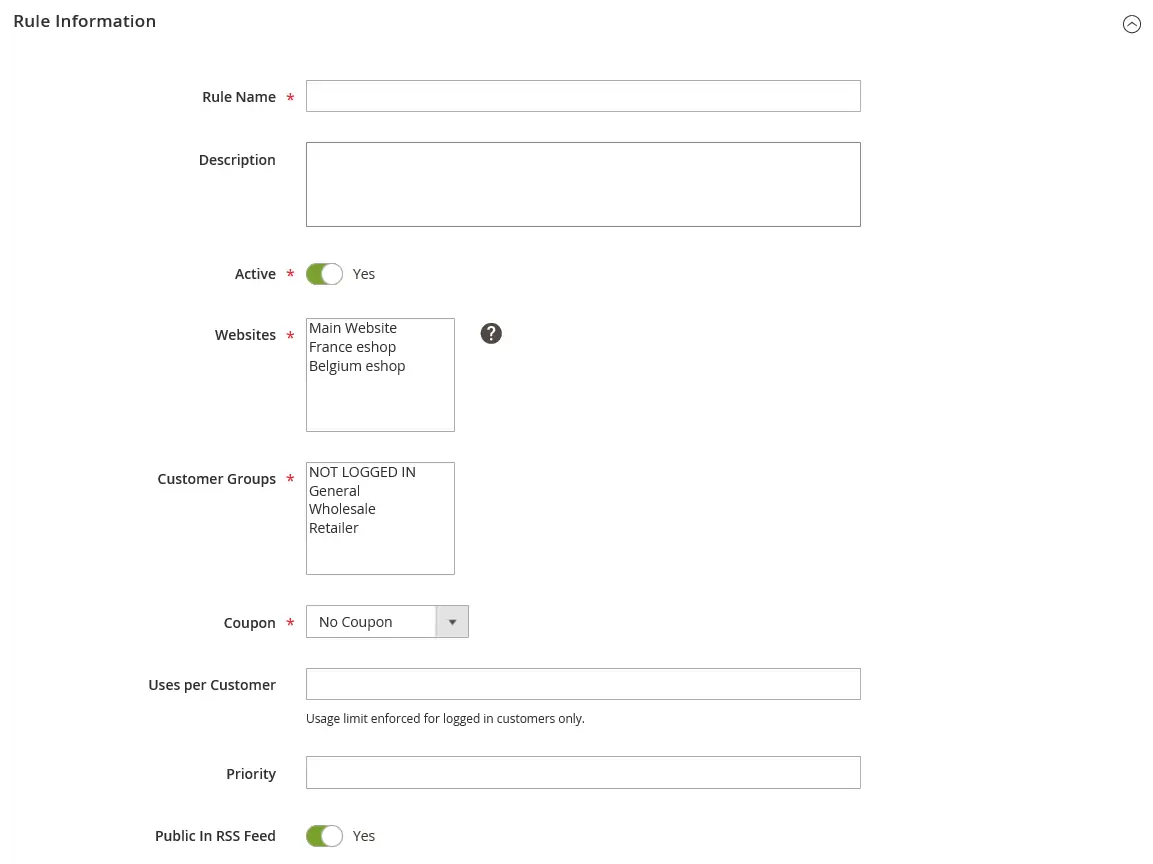 Rule Information
Rule Name *
Description
Active * Yes
Websites * Main Website ?
France eshop
Belgium eshop
Customer Groups * NOT LOGGED IN
General
Wholesale
Retailer
Coupon * No Coupon
Uses per Customer
Usage limit enforced for logged in customers only.
Priority
Public In RSS Feed Yes